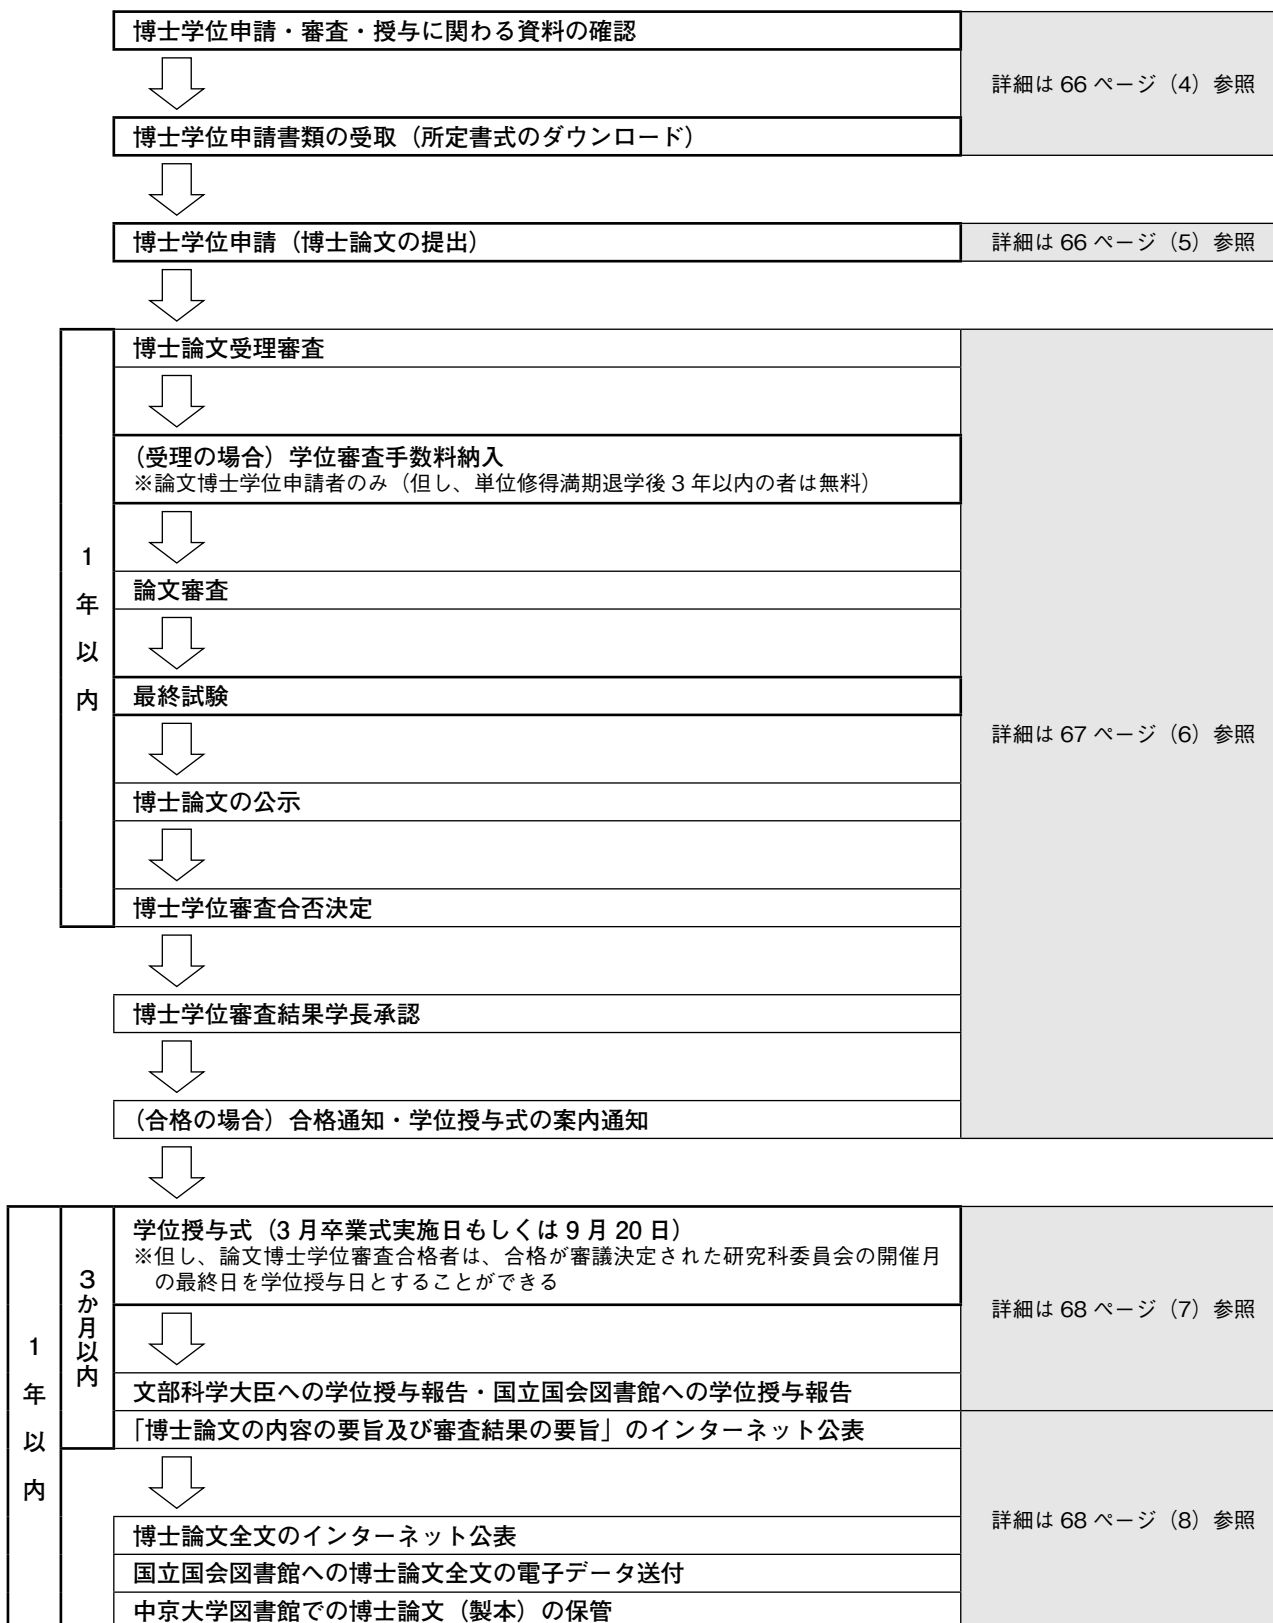 博士学位申請・審査・授与に関わる資料の確認
詳細は 66 ページ（4）参照
博士学位申請書類の受取（所定書式のダウンロード）
博士学位申請（博士論文の提出）
詳細は 66 ページ（5）参照
1年以内
博士論文受理審査
（受理の場合）学位審査手数料納入
※論文博士学位申請者のみ（但し、単位修得満期退学後 3 年以内の者は無料）
論文審査
最終試験
詳細は 67 ページ（6）参照
博士論文の公示
博士学位審査合否決定
博士学位審査結果学長承認
（合格の場合）合格通知・学位授与式の案内通知
1年以内
3か月以内
学位授与式（3 月卒業式実施日もしくは 9 月 20 日）
※但し、論文博士学位審査合格者は、合格が審議決定された研究科委員会の開催月
の最終日を学位授与日とすることができる
詳細は 68 ページ（7）参照
文部科学大臣への学位授与報告・国立国会図書館への学位授与報告
「博士論文の内容の要旨及び審査結果の要旨」のインターネット公表
詳細は 68 ページ（8）参照
博士論文全文のインターネット公表
国立国会図書館への博士論文全文の電子データ送付
中京大学図書館での博士論文（製本）の保管